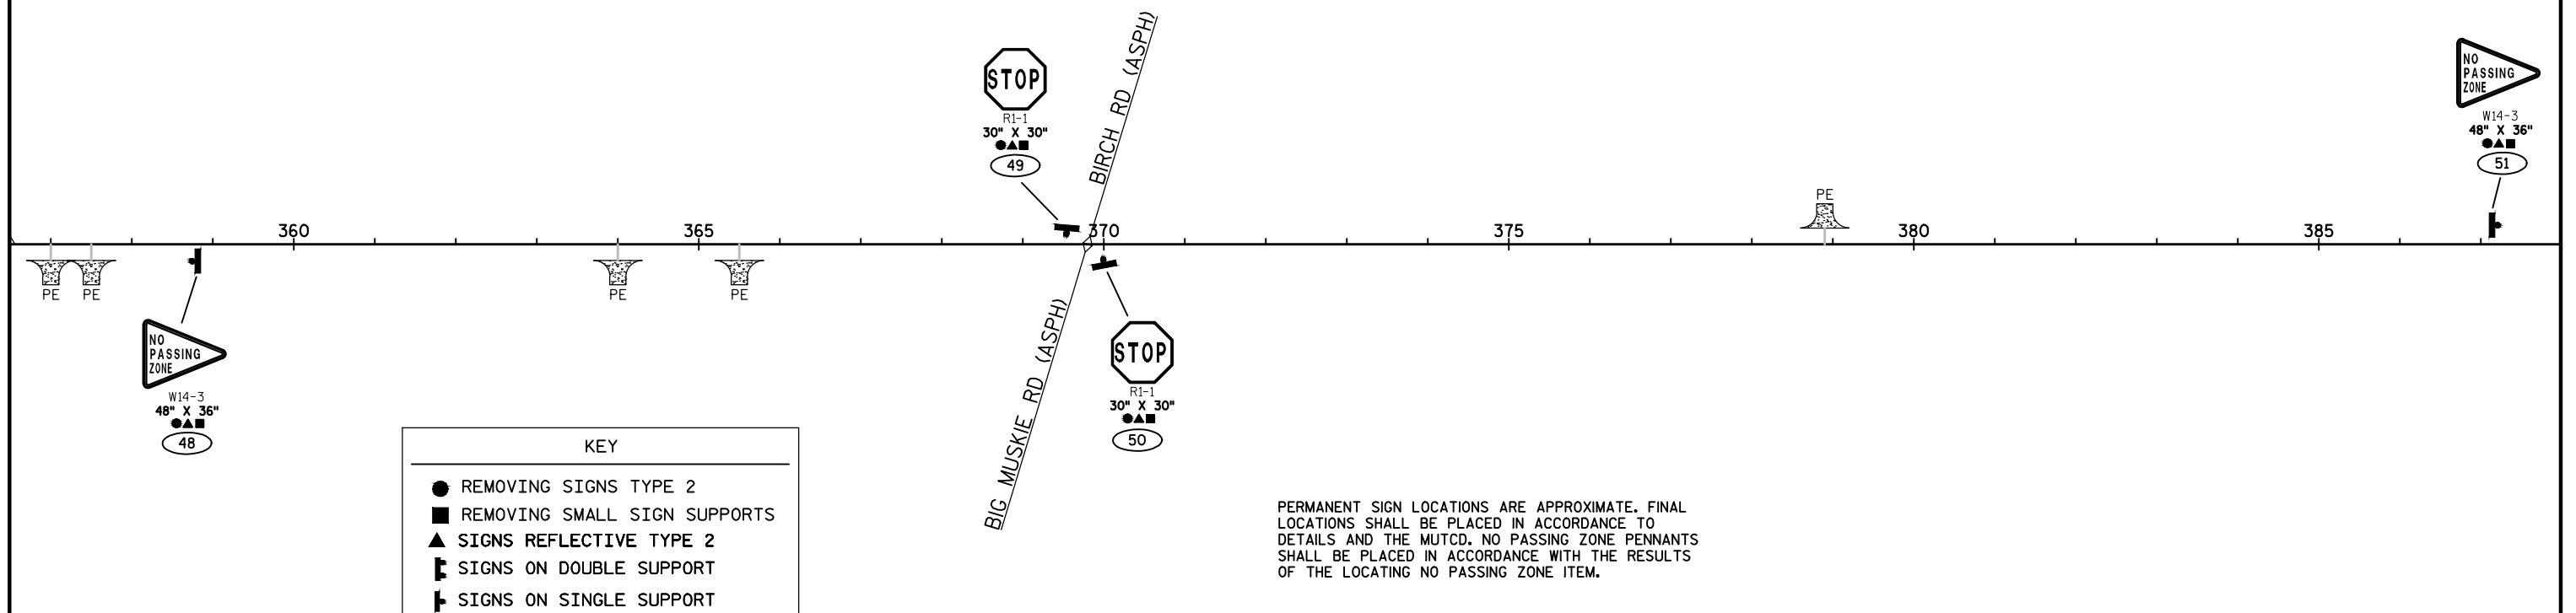 BIRCH RD (ASPH)
STOP
R1-1
30" X 30"
49
NO
PASSING
ZONE
W14-3
48" X 36"
51
PE
360
365
370
375
380
385
PE
PE
PE
PE
NO
PASSING
ZONE
W14-3
48" X 36"
48
BIG MUSKIE RD (ASPH)
STOP
R1-1
30" X 30"
50
KEY
REMOVING SIGNS TYPE 2
REMOVING SMALL SIGN SUPPORTS
SIGNS REFLECTIVE TYPE 2
SIGNS ON DOUBLE SUPPORT
SIGNS ON SINGLE SUPPORT
PERMANENT SIGN LOCATIONS ARE APPROXIMATE. FINAL
LOCATIONS SHALL BE PLACED IN ACCORDANCE TO
DETAILS AND THE MUTCD. NO PASSING ZONE PENNANTS
SHALL BE PLACED IN ACCORDANCE WITH THE RESULTS
OF THE LOCATING NO PASSING ZONE ITEM.